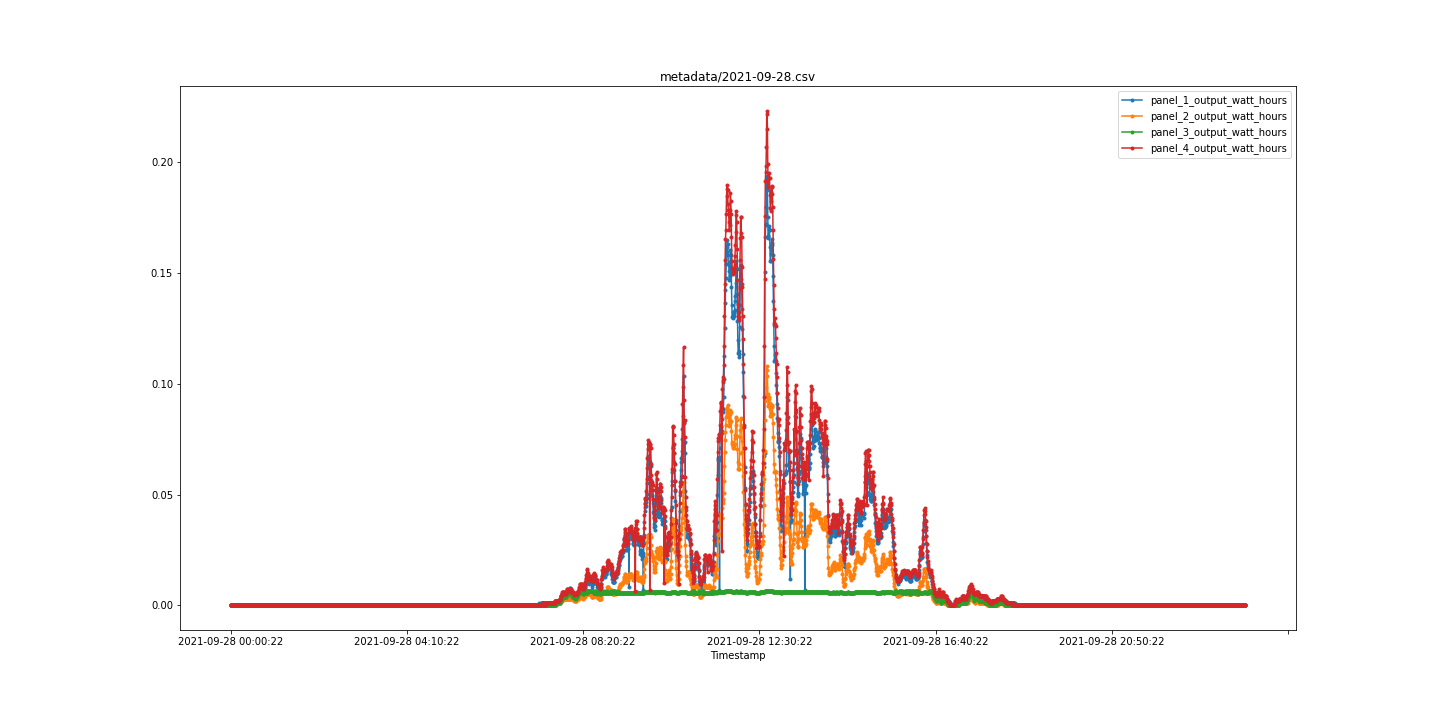 metadata/2021-09-28.csv
panel_1_output_watt_hours
panel_2_output_watt_hours
panel_3_output_watt_hours
panel_4_output_watt_hours
0.20
0.15
0.10
0.05
0.00
2021-09-28 00:00:22 2021-09-28 04:10:22 2021-09-28 08:20:22 2021-09-28 12:30:22 2021-09-28 16:40:22 2021-09-28 20:50:22
Timestamp